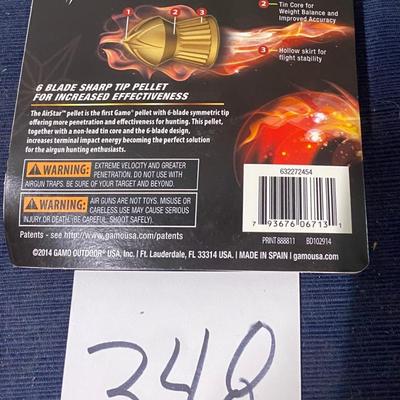 2 Tin Core for
Weight Balance and
Improved Accuracy
1 2 3
3 Hollow skirt for
flight stability
6 BLADE SHARP TIP PELLET
FOR INCREASED EFFECTIVENESS
The AirStar™ pellet is the first Gamo® pellet with 6-blade symmetric tip
offering more penetration and effectiveness for hunting. This pellet,
together with a non-lead tin core and the 6-blade design,
increases terminal impact energy becoming the perfect solution
for the airgun hunting enthusiasts.
WARNING: EXTREME VELOCITY AND GREATER
PENETRATION. DO NOT USE WITH
AIRGUN TRAPS. BE SURE OF YOUR TARGET AND BEYOND.
WARNING: AIR GUNS ARE NOT TOYS. MISUSE OR
CARELESS USE MAY CAUSE SERIOUS
INJURY OR DEATH. (BE CAREFUL, SHOOT SAFELY).
Patents - see http://www.gamousa.com/patents
632272454
7 93676 06713 1
PRINT 888811 BD102914
©2014 GAMO OUTDOOR® USA, Inc. | Ft. Lauderdale, FL 33314 USA. | MADE IN SPAIN | gamousa.com
348